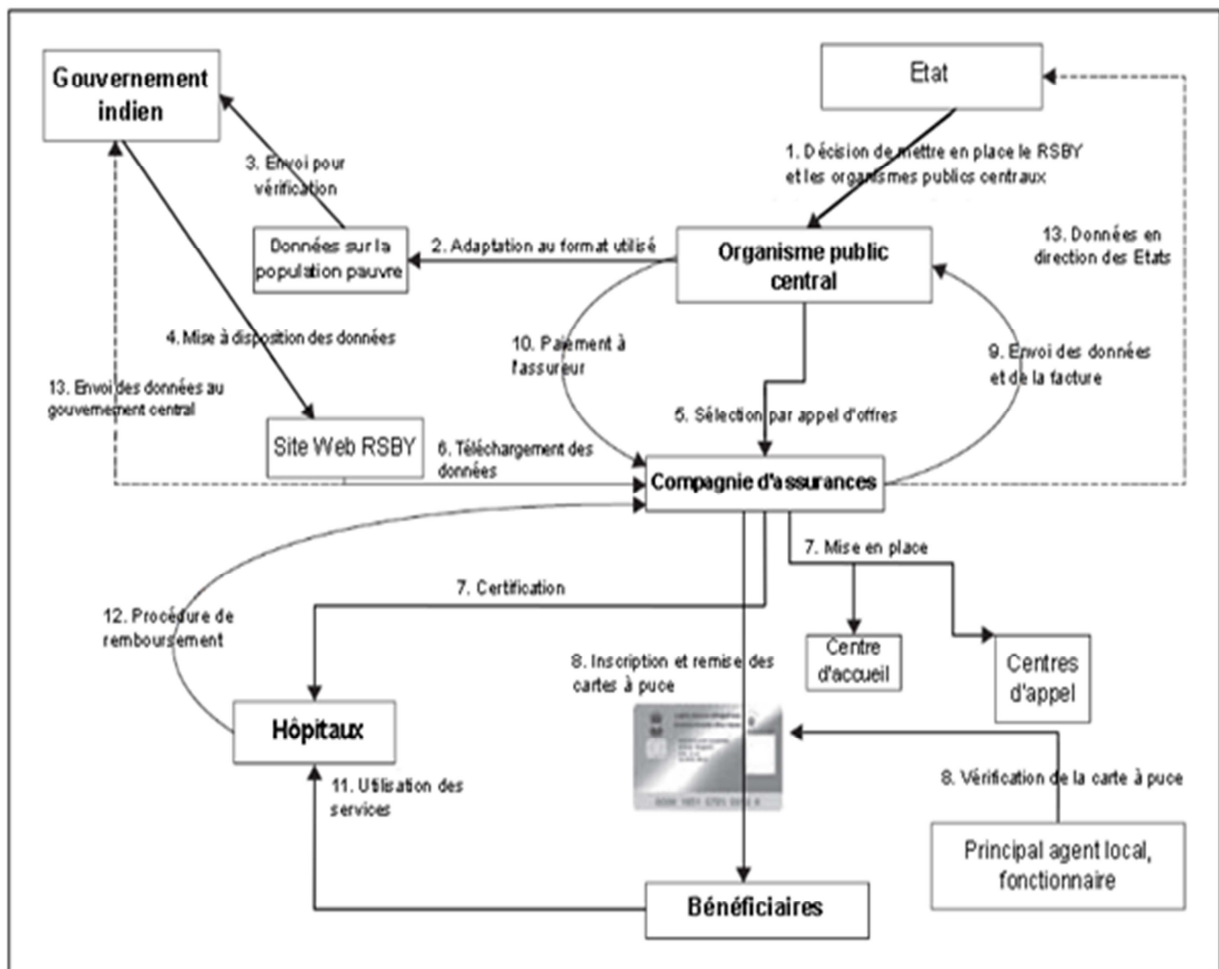 Gouvernement
indien
Etat
3. Envoi pour
vérification
1. Décision de mettre en place le RSBY
et les organismes publics centraux
Données sur la
population pauvre
2. Adaptation au format utilisé
Organisme public
central
13. Données en
direction des Etats
4. Mise à disposition des données
10. Paiement à
l'assureur
9. Envoi des données
et de la facture
13. Envoi des données au
gouvernement central
5. Sélection par appel d'offres
Site Web RSBY
6. Téléchargement des
données
Compagnie d'assurances
7. Mise en place
7. Certification
12. Procédure de
remboursement
Centre
d'accueil
Centres
d'appel
8. Inscription et remise des
cartes à puce
Hôpitaux
11. Utilisation des
services
8. Vérification de la carte à puce
Principal agent local,
fonctionnaire
Bénéficiaires